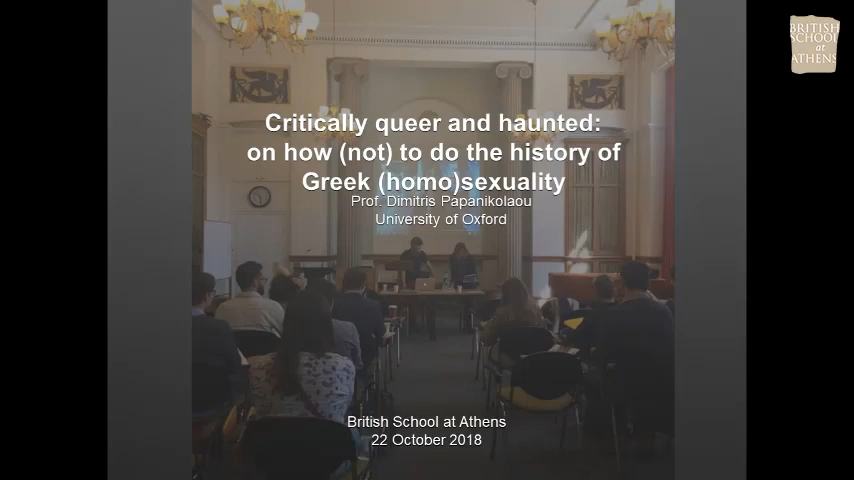 BRITISH
SCHOOL
at
ATHENS
Critically queer and haunted:
on how (not) to do the history of
Greek (homo)sexuality
Prof. Dimitris Papanikolaou
University of Oxford
British School at Athens
22 October 2018